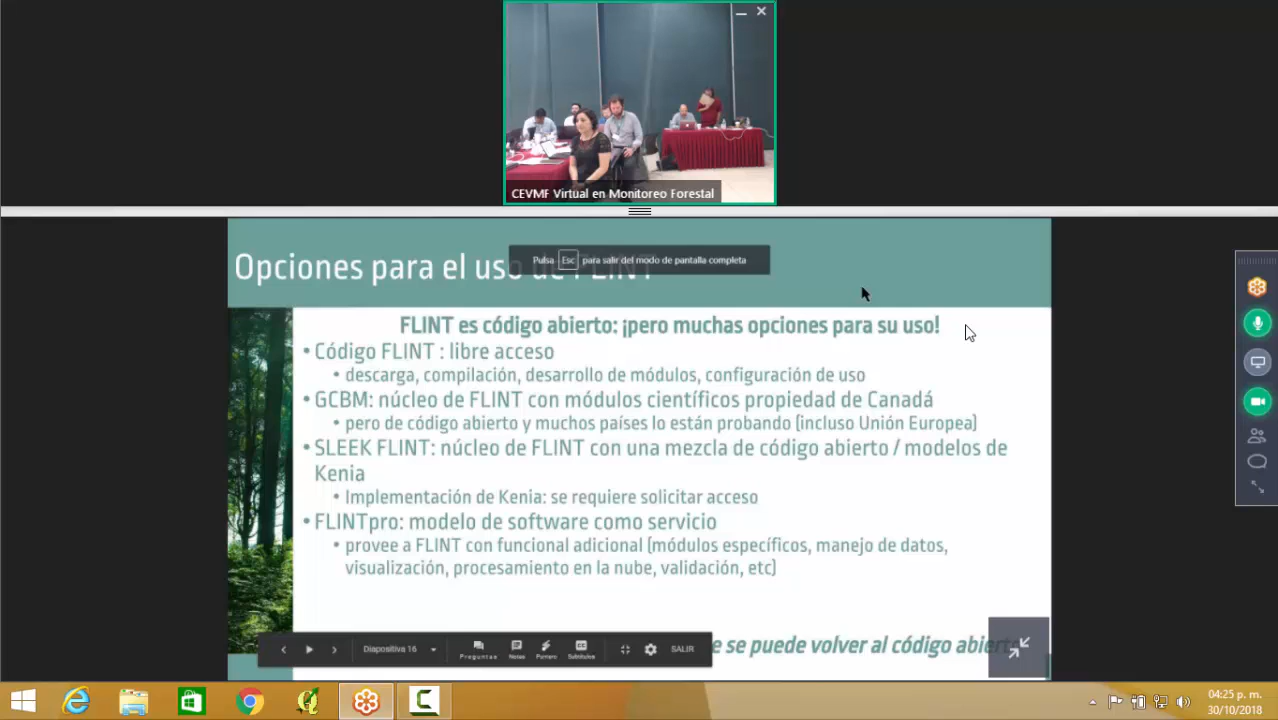 CEVMF Virtual en Monitoreo Forestal
Pulsa Esc para salir del modo de pantalla completa
Opciones para el uso de FLINT
FLINT es código abierto: ¡pero muchas opciones para su uso!
• Código FLINT : libre acceso
• descarga, compilación, desarrollo de módulos, configuración de uso
• GCBM: núcleo de FLINT con módulos científicos propiedad de Canadá
• pero de código abierto y muchos países lo están probando (incluso Unión Europea)
• SLEEK FLINT: núcleo de FLINT con una mezcla de código abierto / modelos de
Kenia
• Implementación de Kenia: se requiere solicitar acceso
• FLINTpro: modelo de software como servicio
• provee a FLINT con funcional adicional (módulos específicos, manejo de datos,
visualización, procesamiento en la nube, validación, etc)
e se puede volver al código abierto
Diapositiva 16
Preguntas
Notas
Puntero
Subtítulos
SALIR
04:25 p. m.
30/10/2018